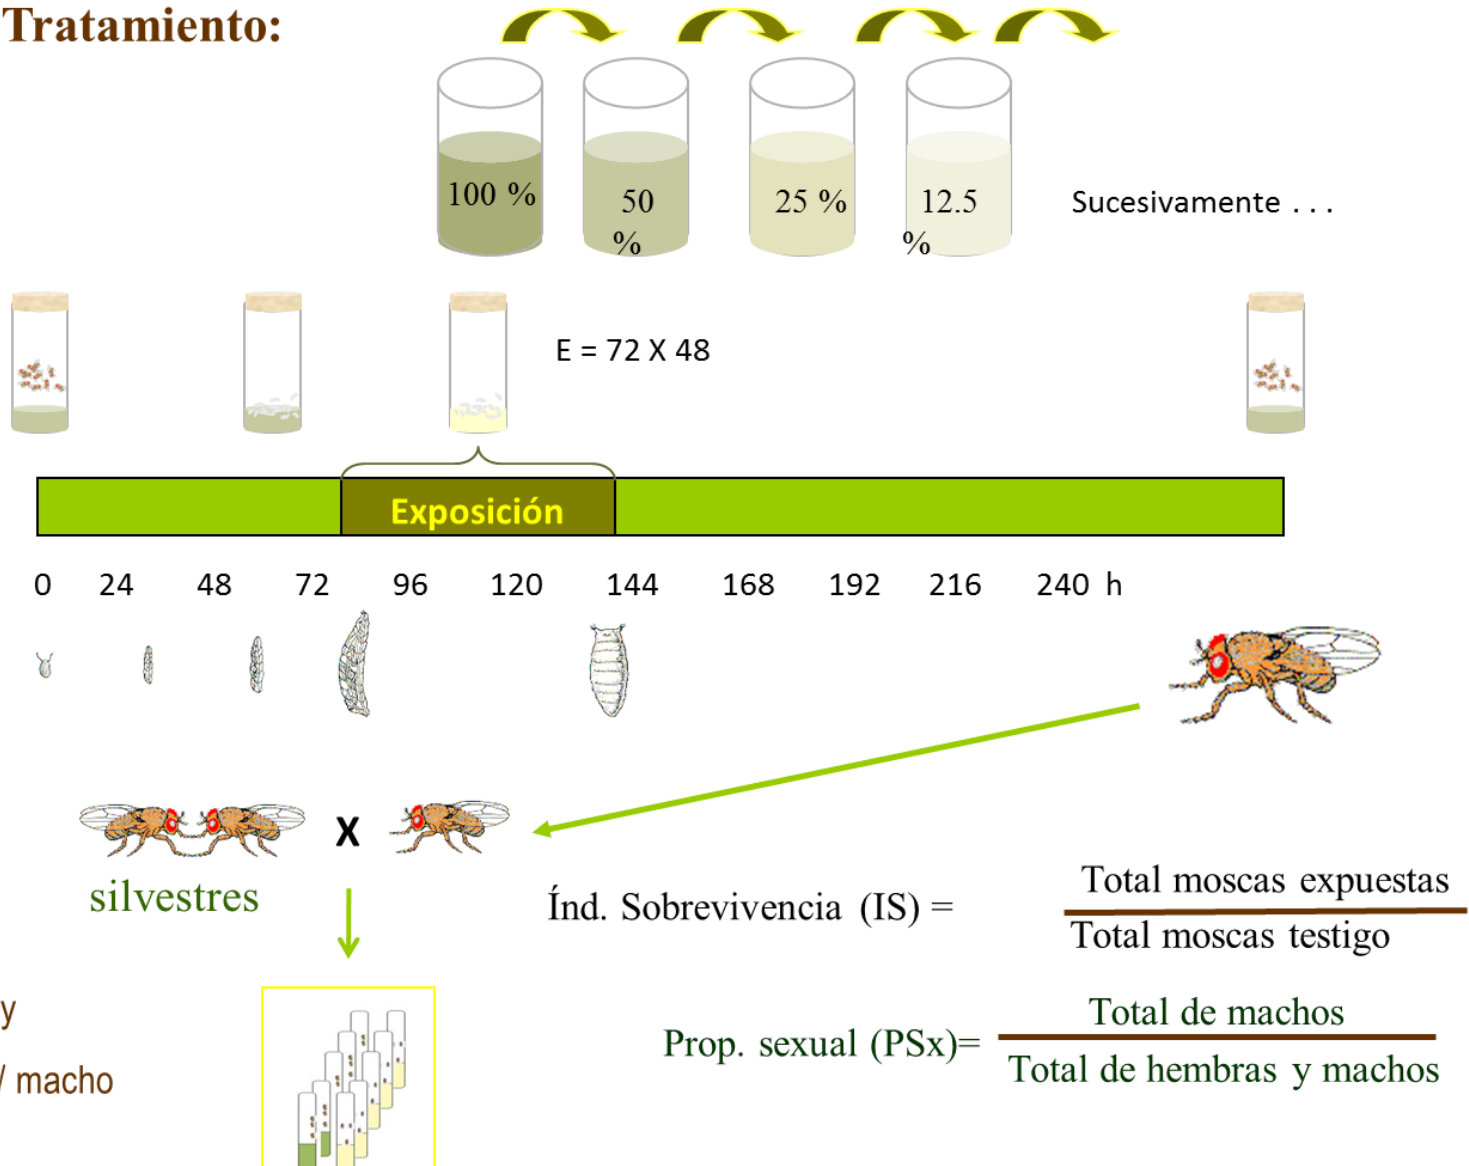 Tratamiento:
100 %
50
%
25 %
12.5
%
Sucesivamente . . .
E = 72 X 48
Exposición
0 24 48 72 96 120 144 168 192 216 240 h
X
silvestres
Índ. Sobrevivencia (IS) =
Total moscas expuestas
Total moscas testigo
y
/ macho
Prop. sexual (PSx)=
Total de machos
Total de hembras y machos